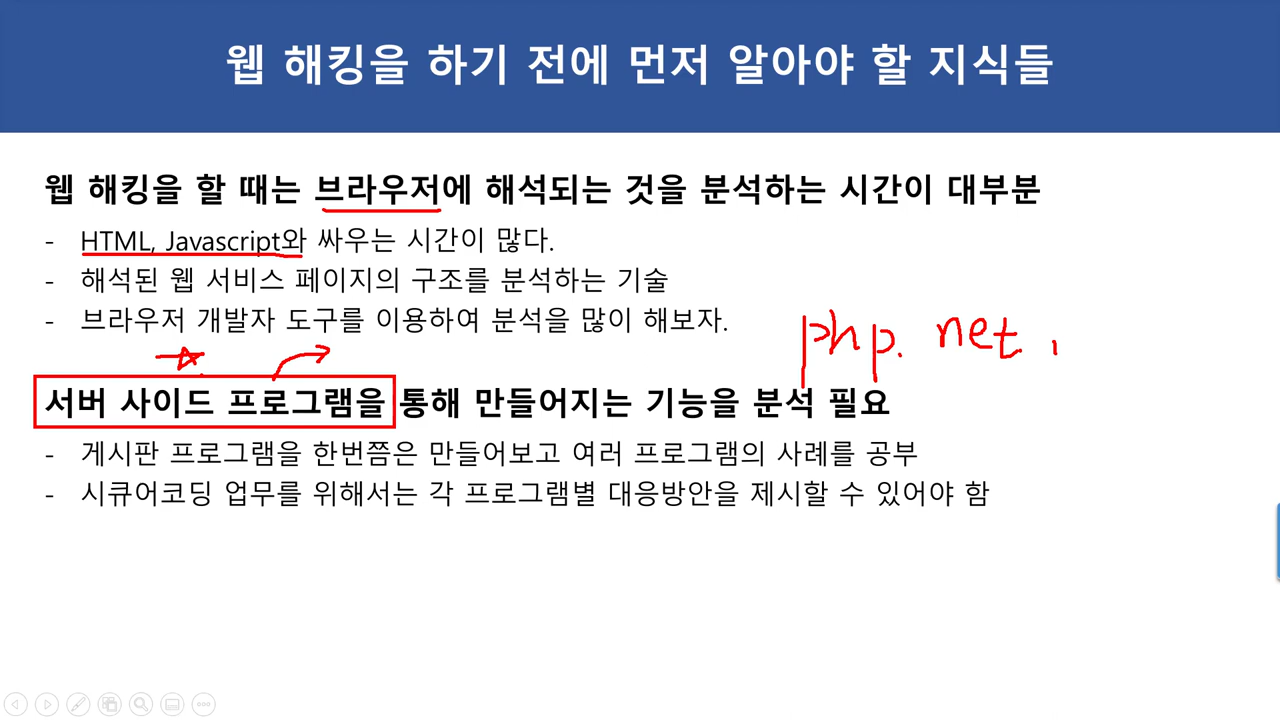 웹 해킹을 하기 전에 먼저 알아야 할 지식들
웹 해킹을 할 때는 브라우저에 해석되는 것을 분석하는 시간이 대부분
- HTML, Javascript와 싸우는 시간이 많다.
- 해석된 웹 서비스 페이지의 구조를 분석하는 기술
- 브라우저 개발자 도구를 이용하여 분석을 많이 해보자.
php. net,
서버 사이드 프로그램을 통해 만들어지는 기능을 분석 필요
- 게시판 프로그램을 한번쯤은 만들어보고 여러 프로그램의 사례를 공부
- 시큐어코딩 업무를 위해서는 각 프로그램별 대응방안을 제시할 수 있어야 함